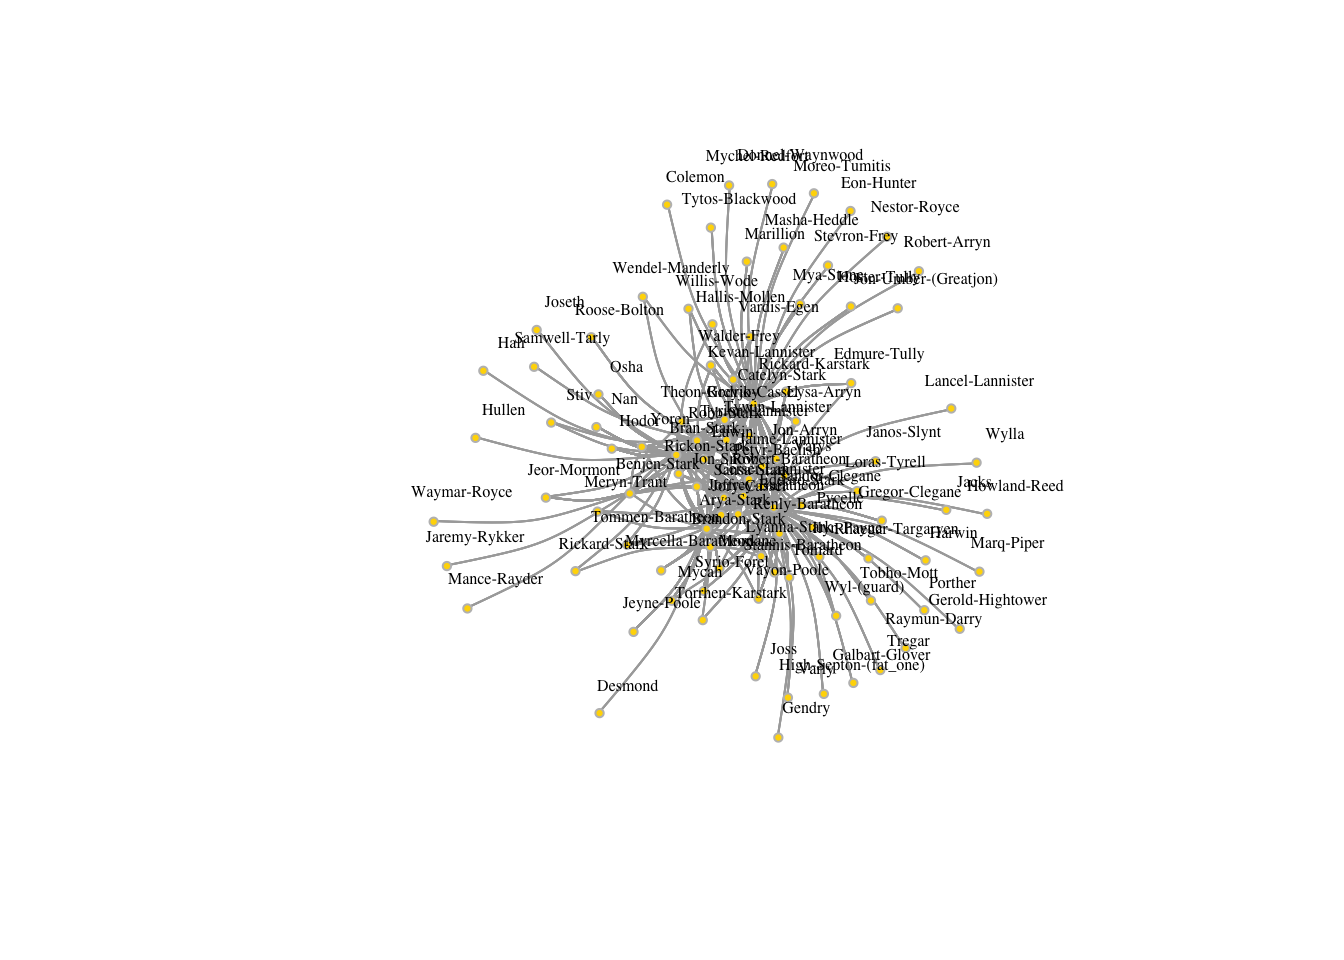 Donnel-Waynwood
Mychel-Redfort
Moreo-Tumitis
Colemon
Eon-Hunter
Tytos-Blackwood
Nestor-Royce
Masha-Heddle
Marillion
Stevron-Frey
Robert-Arryn
Wendel-Manderly
Willis-Wode
Mya-Stone
Hoster-Tully
Jon-Umber-(Greatjon)
Hallis-Mollen
Joseth
Roose-Bolton
Vardis-Egen
Samwell-Tarly
Hali
Walder-Frey
Kevan-Lannister
Edmure-Tully
Rickard-Karstark
Osha
Catelyn-Stark
Lancel-Lannister
Theon-Greyjoy
Rodrik-Cassel
Lysa-Arryn
Stiv
Nan
Tywin-Lannister
Hullen
Hodor
Yoren
Robb-Stark
Tyrion-Lannister
Bran-Stark
Luwin
Jon-Arryn
Janos-Slynt
Wylla
Jaime-Lannister
Rickon-Stark
Petyr-Baelish
Varys
Jon-Snow
Robert-Baratheon
Loras-Tyrell
Benjen-Stark
Jeor-Mormont
Cersei-Lannister
Sansa-Stark
Sandor-Clegane
Meryn-Trant
Eddard-Stark
Jacks
Howland-Reed
Joffrey-Baratheon
Jory-Cassel
Waymar-Royce
Gregor-Clegane
Pycelle
Arya-Stark
Renly-Baratheon
Tommen-Baratheon
Brandon-Stark
Lyanna-Stark
Ilyn-Payne
Rhaegar-Targaryen
Harwin
Jaremy-Rykker
Rickard-Stark
Myrcella-Baratheon
Mordane
Stannis-Baratheon
Marq-Piper
Tomard
Syrio-Forel
Mycah
Vayon-Poole
Tobho-Mott
Mance-Rayder
Porther
Wyl-(guard)
Torrhen-Karstark
Jeyne-Poole
Gerold-Hightower
Raymun-Darry
Tregar
Joss
Galbart-Glover
High-Septon-(fat_one)
Varly
Desmond
Gendry